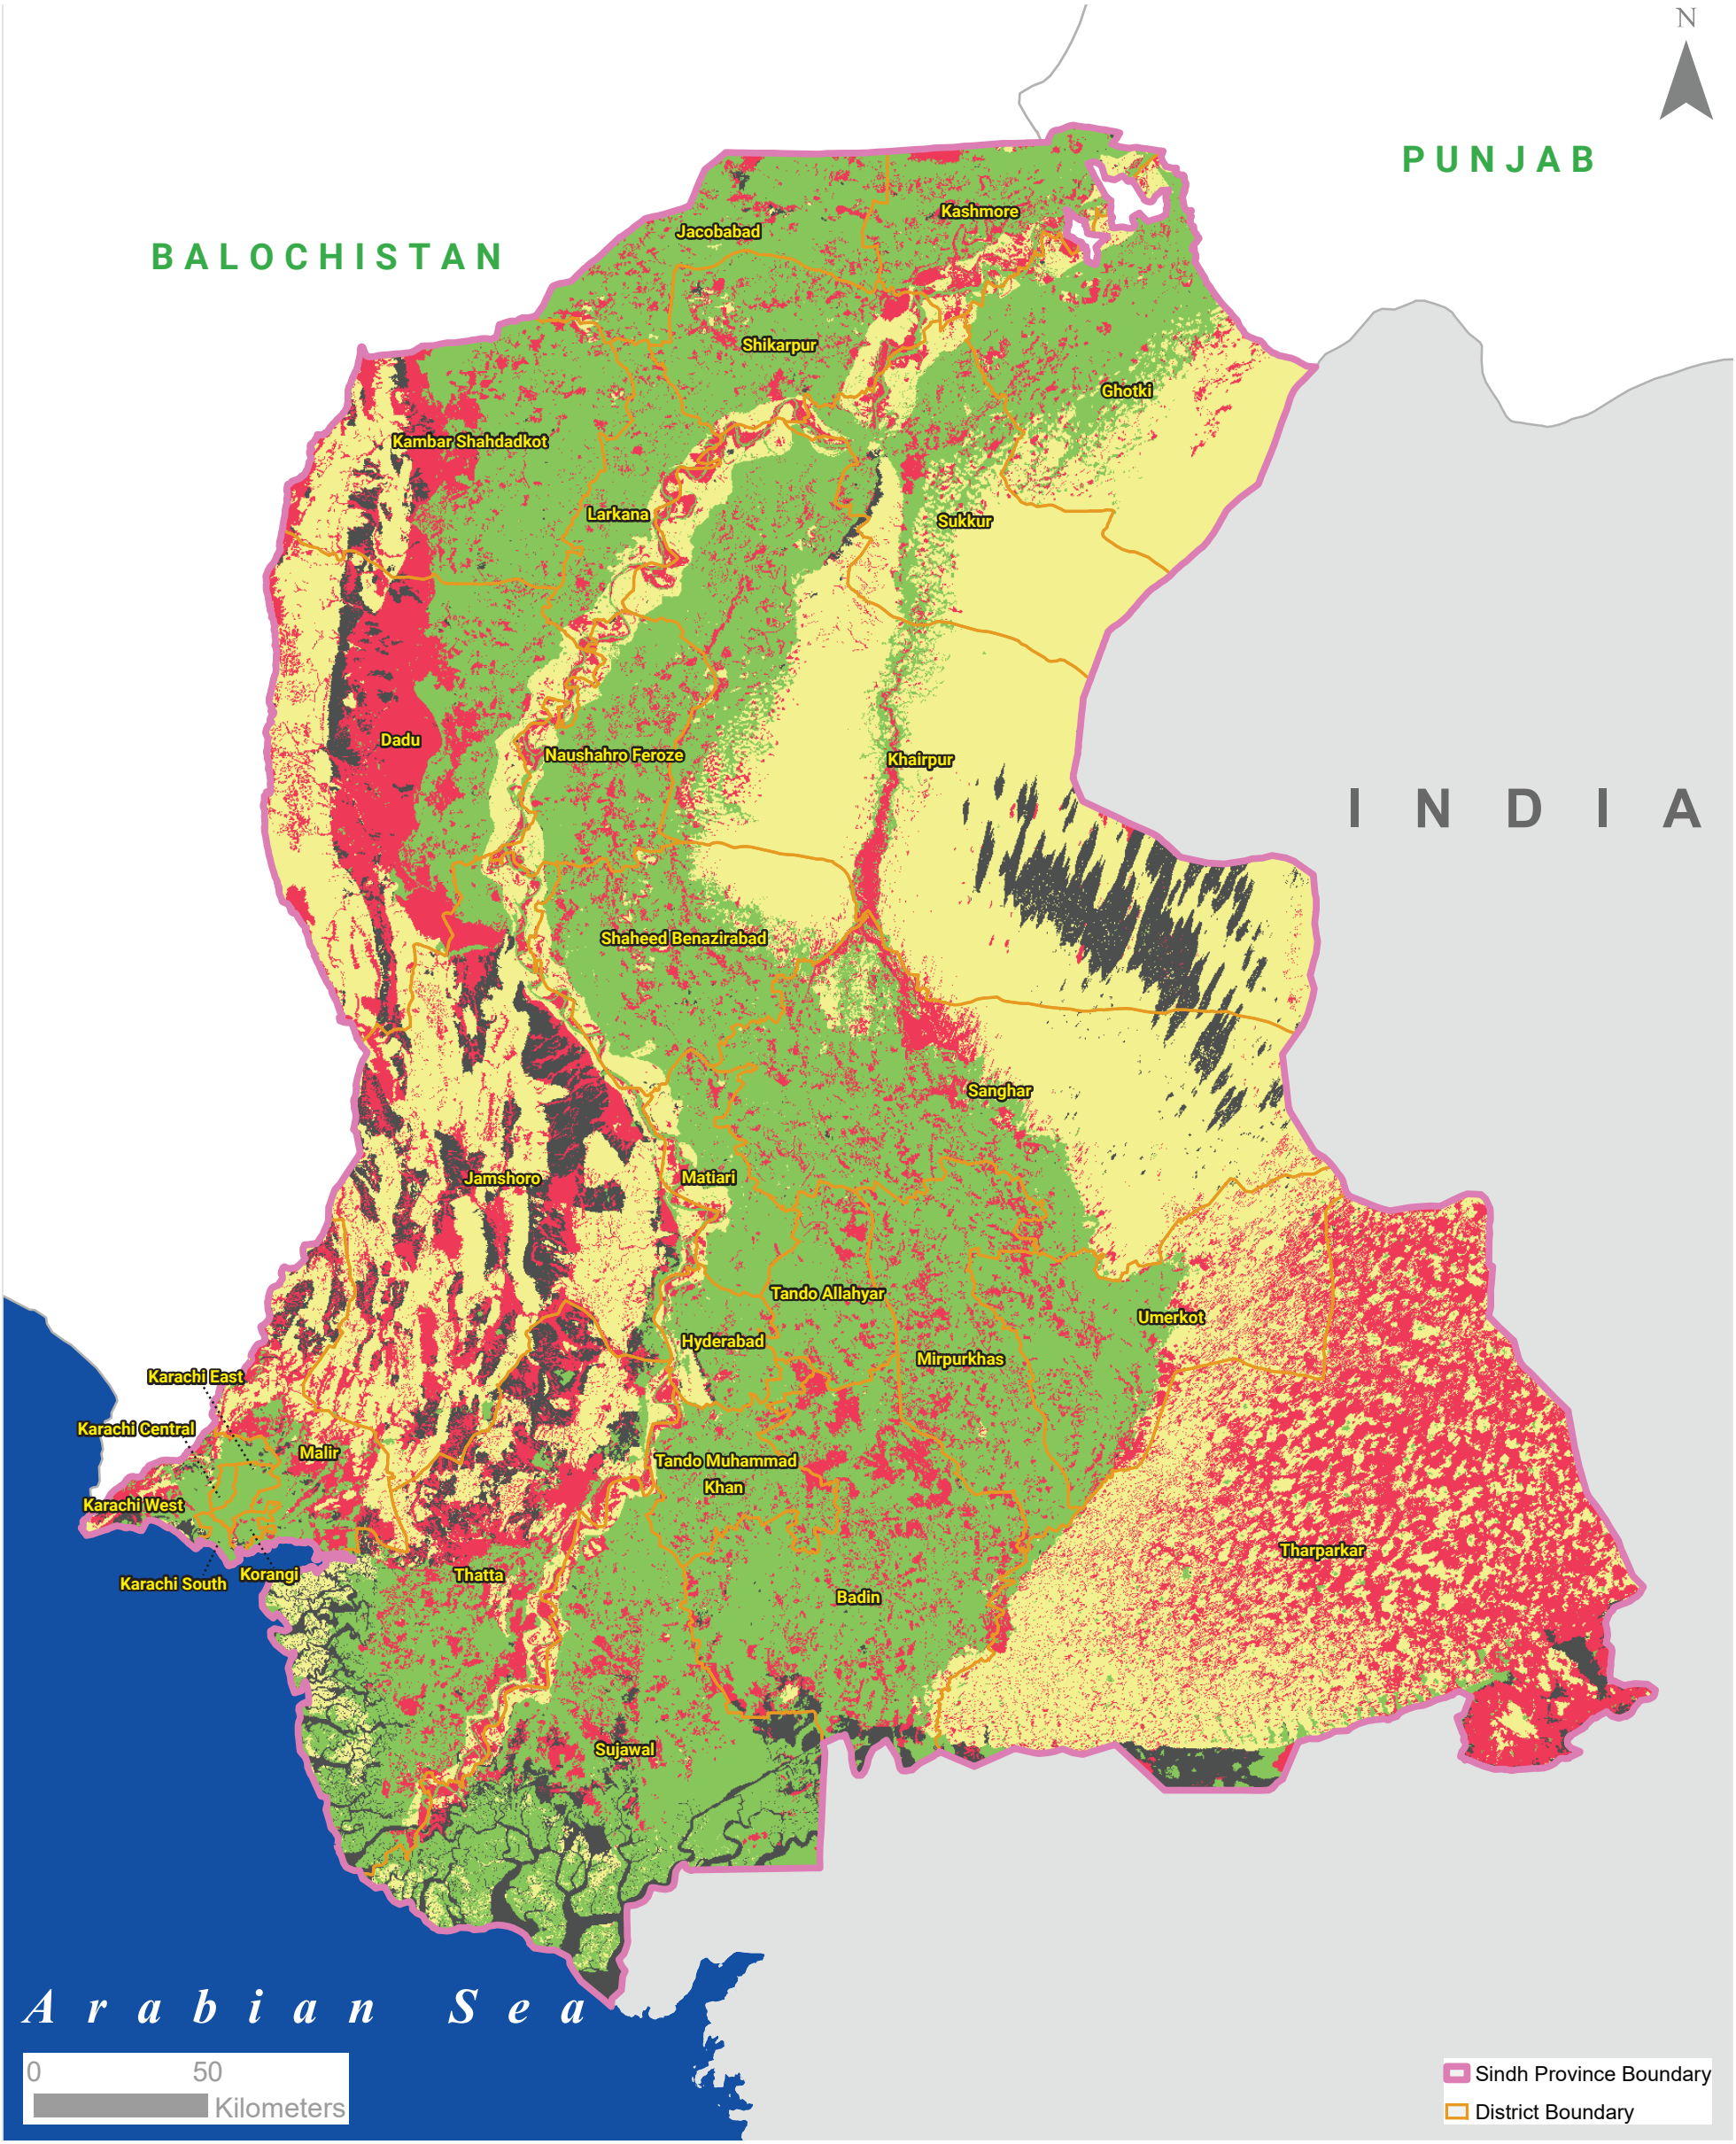 N
PUNJAB
BALOCHISTAN
Kashmore
Jacobabad
Shikarpur
Ghotki
Kambar Shahdadkot
Larkana
Sukkur
Dadu
Naushahro Feroze
Khairpur
INDIA
Shaheed Benazirabad
Sanghar
Jamshoro
Matiari
Tando Allahyar
Umerkot
Hyderabad
Mirpurkhas
Karachi East
Karachi Central
Malir
Tando Muhammad
Khan
Karachi West
Tharparkar
Korangi
Karachi South
Thatta
Badin
Sujawal
Arabian Sea
0 50
Kilometers
Sindh Province Boundary
District Boundary